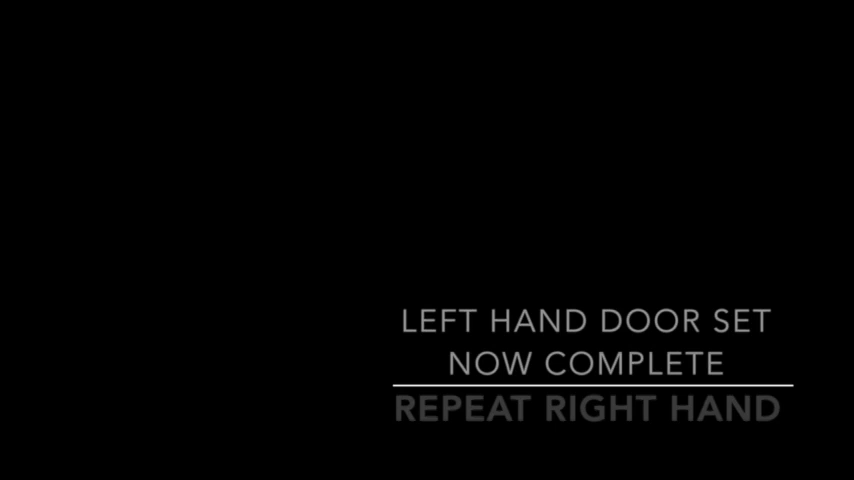 LEFT HAND DOOR SET
NOW COMPLETE
REPEAT RIGHT HAND